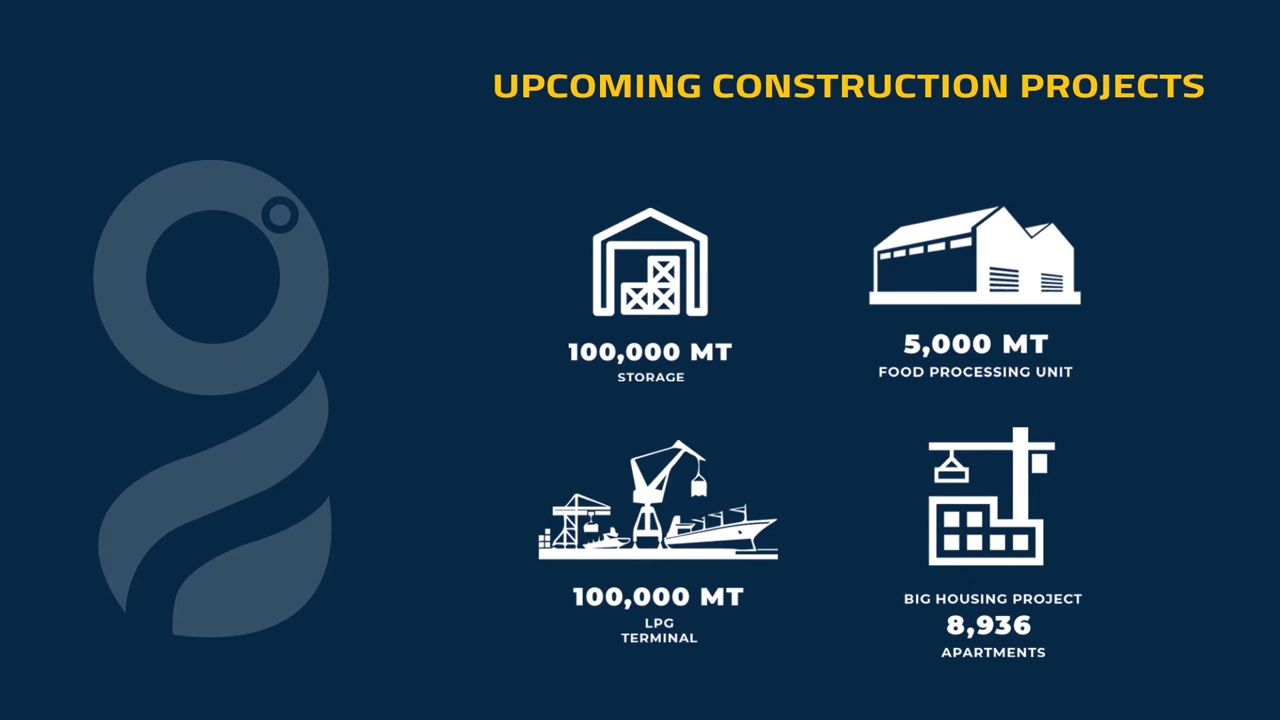 UPCOMING CONSTRUCTION PROJECTS
100,000 MT
STORAGE
5,000 MT
FOOD PROCESSING UNIT
100,000 MT
LPG
TERMINAL
BIG HOUSING PROJECT
8,936
APARTMENTS